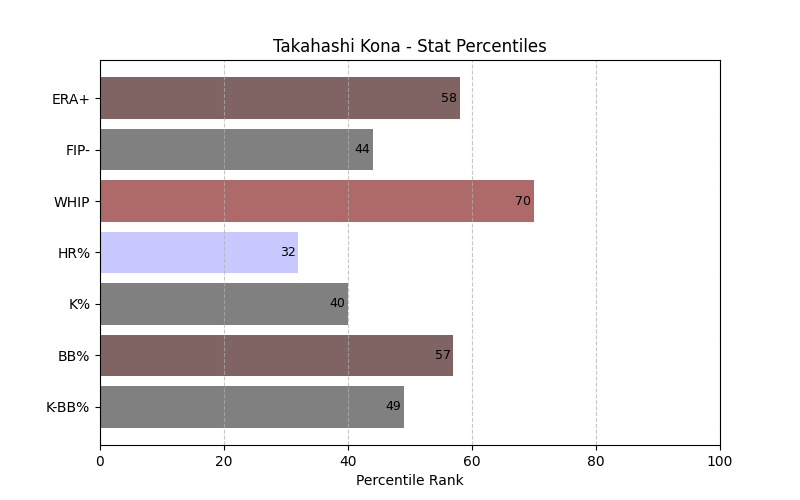 Takahashi Kona - Stat Percentiles
ERA+ 58
FIP- 44
WHIP 70
HR% 32
K% 40
BB% 57
K-BB% 49
0 20 40 60 80 100
Percentile Rank